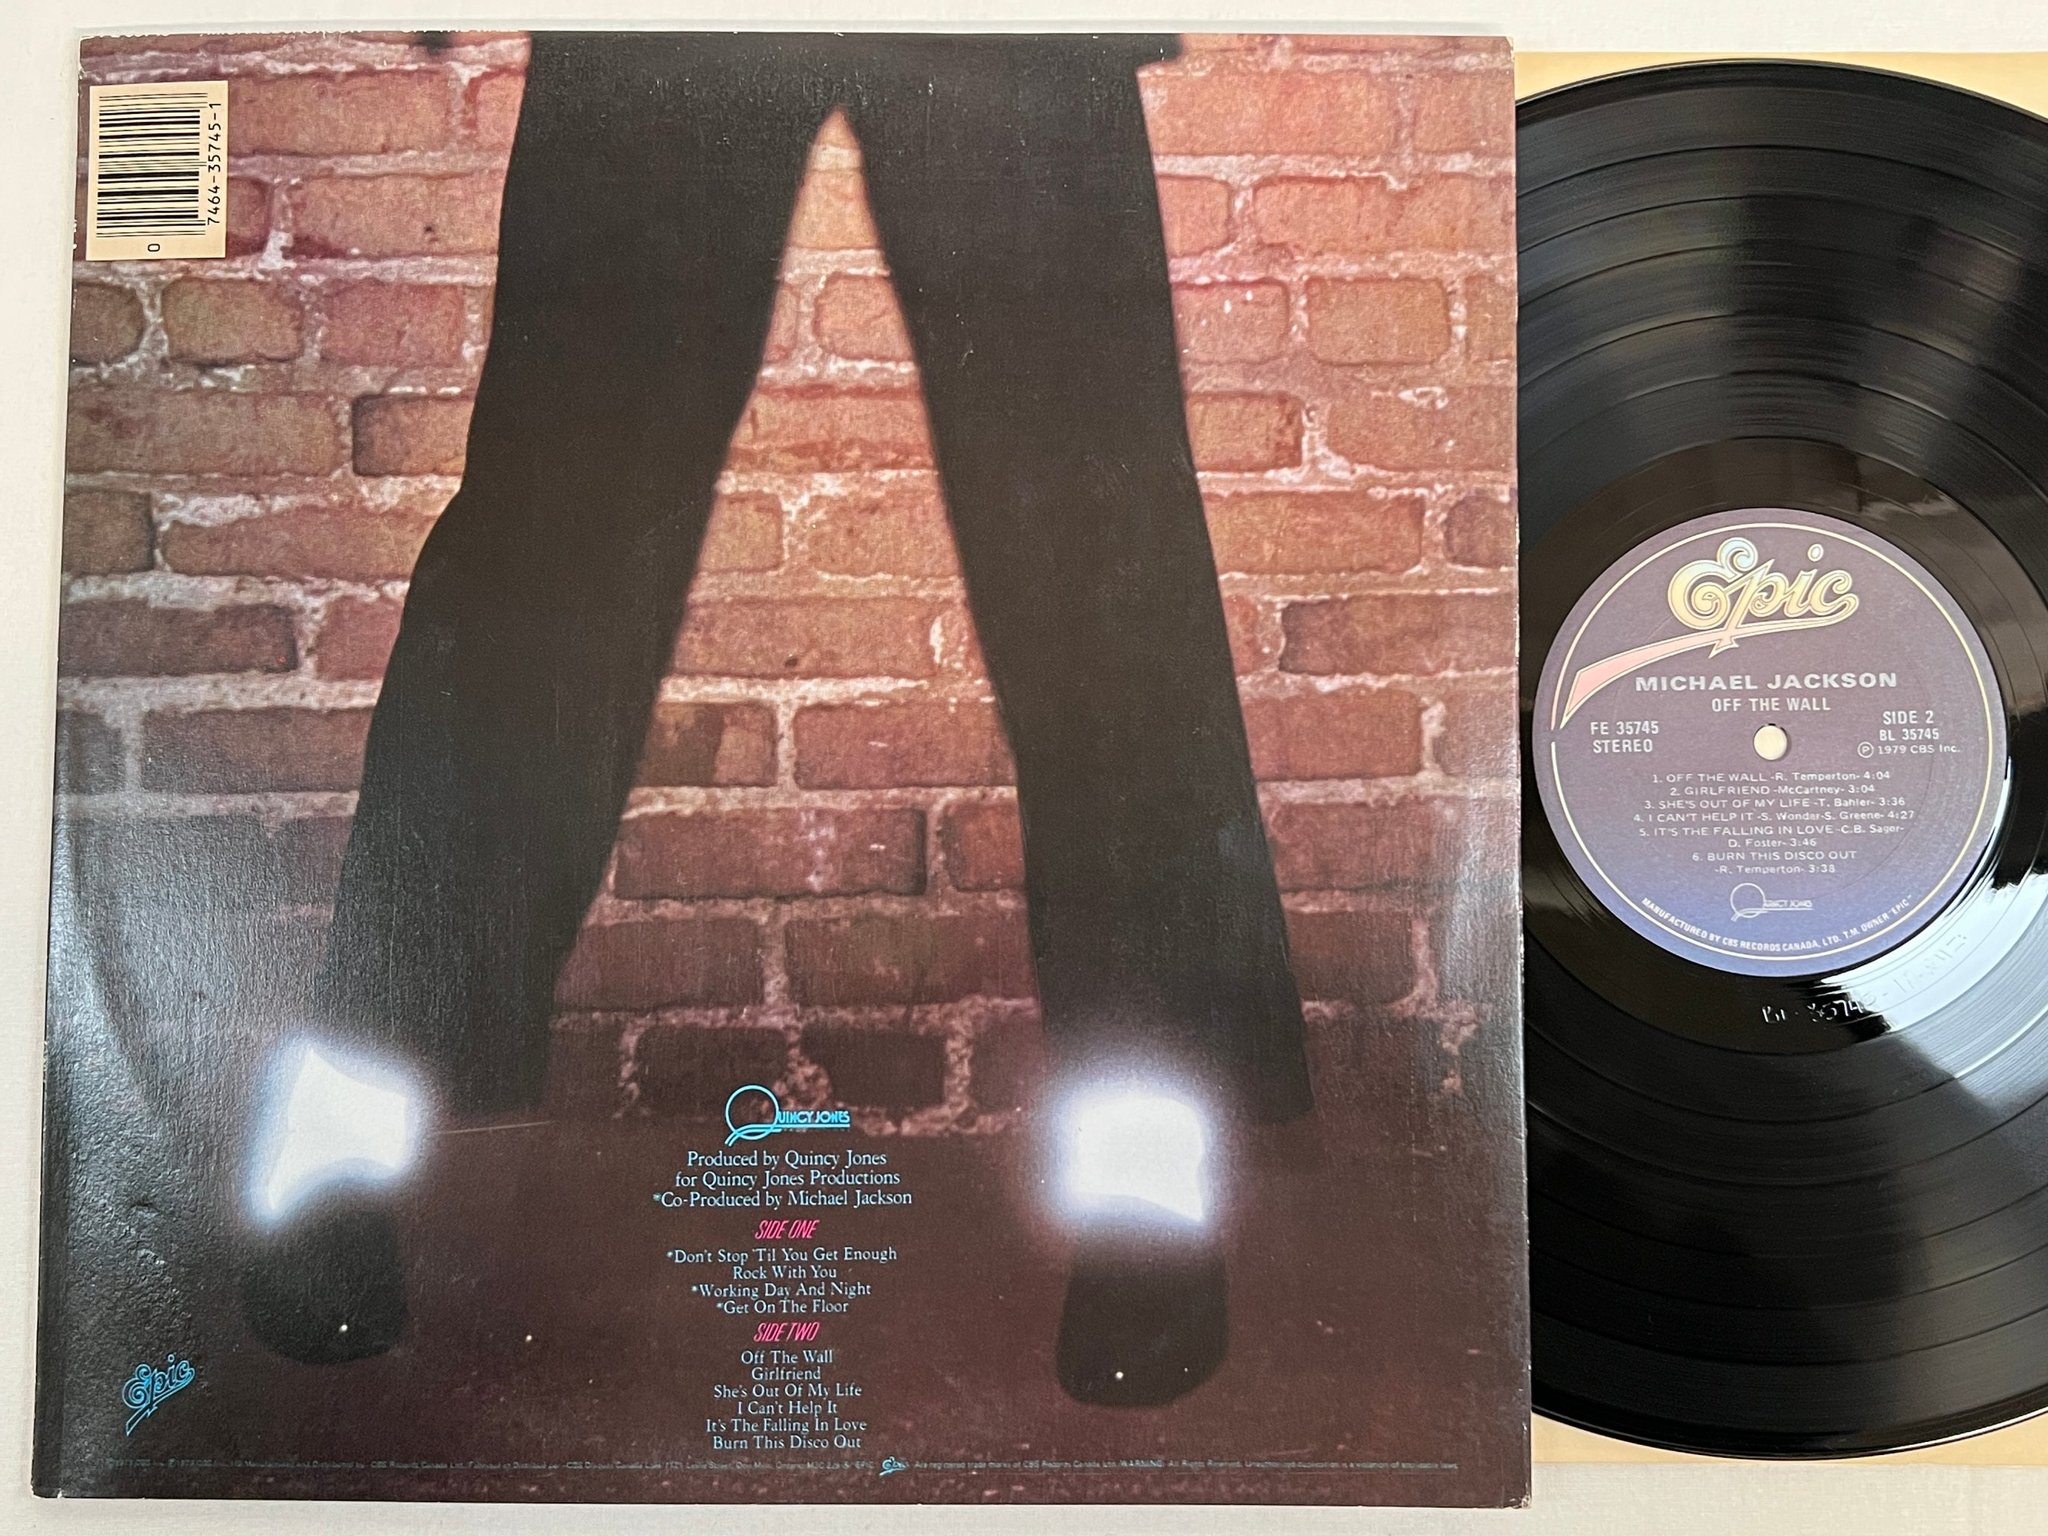 7464-35745-1
0
QUINCY JONES
Produced by Quincy Jones
for Quincy Jones Productions
*Co-Produced by Michael Jackson
SIDE ONE
*Don't Stop 'Til You Get Enough
Rock With You
*Working Day And Night
*Get On The Floor
SIDE TWO
Off The Wall
Girlfriend
She's Out Of My Life
I Can't Help It
It's The Falling In Love
Burn This Disco Out
Epic
Epic
MICHAEL JACKSON
OFF THE WALL
FE 35745
STEREO
SIDE 2
BL 35745
Ⓟ 1979 CBS Inc.
1. OFF THE WALL -R. Temperton- 4:04
2. GIRLFRIEND -McCartney- 3:04
3. SHE'S OUT OF MY LIFE -T. Bahler- 3:36
4. I CAN'T HELP IT -S. Wonder-S. Greene- 4:27
5. IT'S THE FALLING IN LOVE -C.B. Sager-
D. Foster- 3:46
6. BURN THIS DISCO OUT
-R. Temperton- 3:38
QUINCY JONES
MANUFACTURED BY CBS RECORDS CANADA, LTD. T.M. OWNER "EPIC"